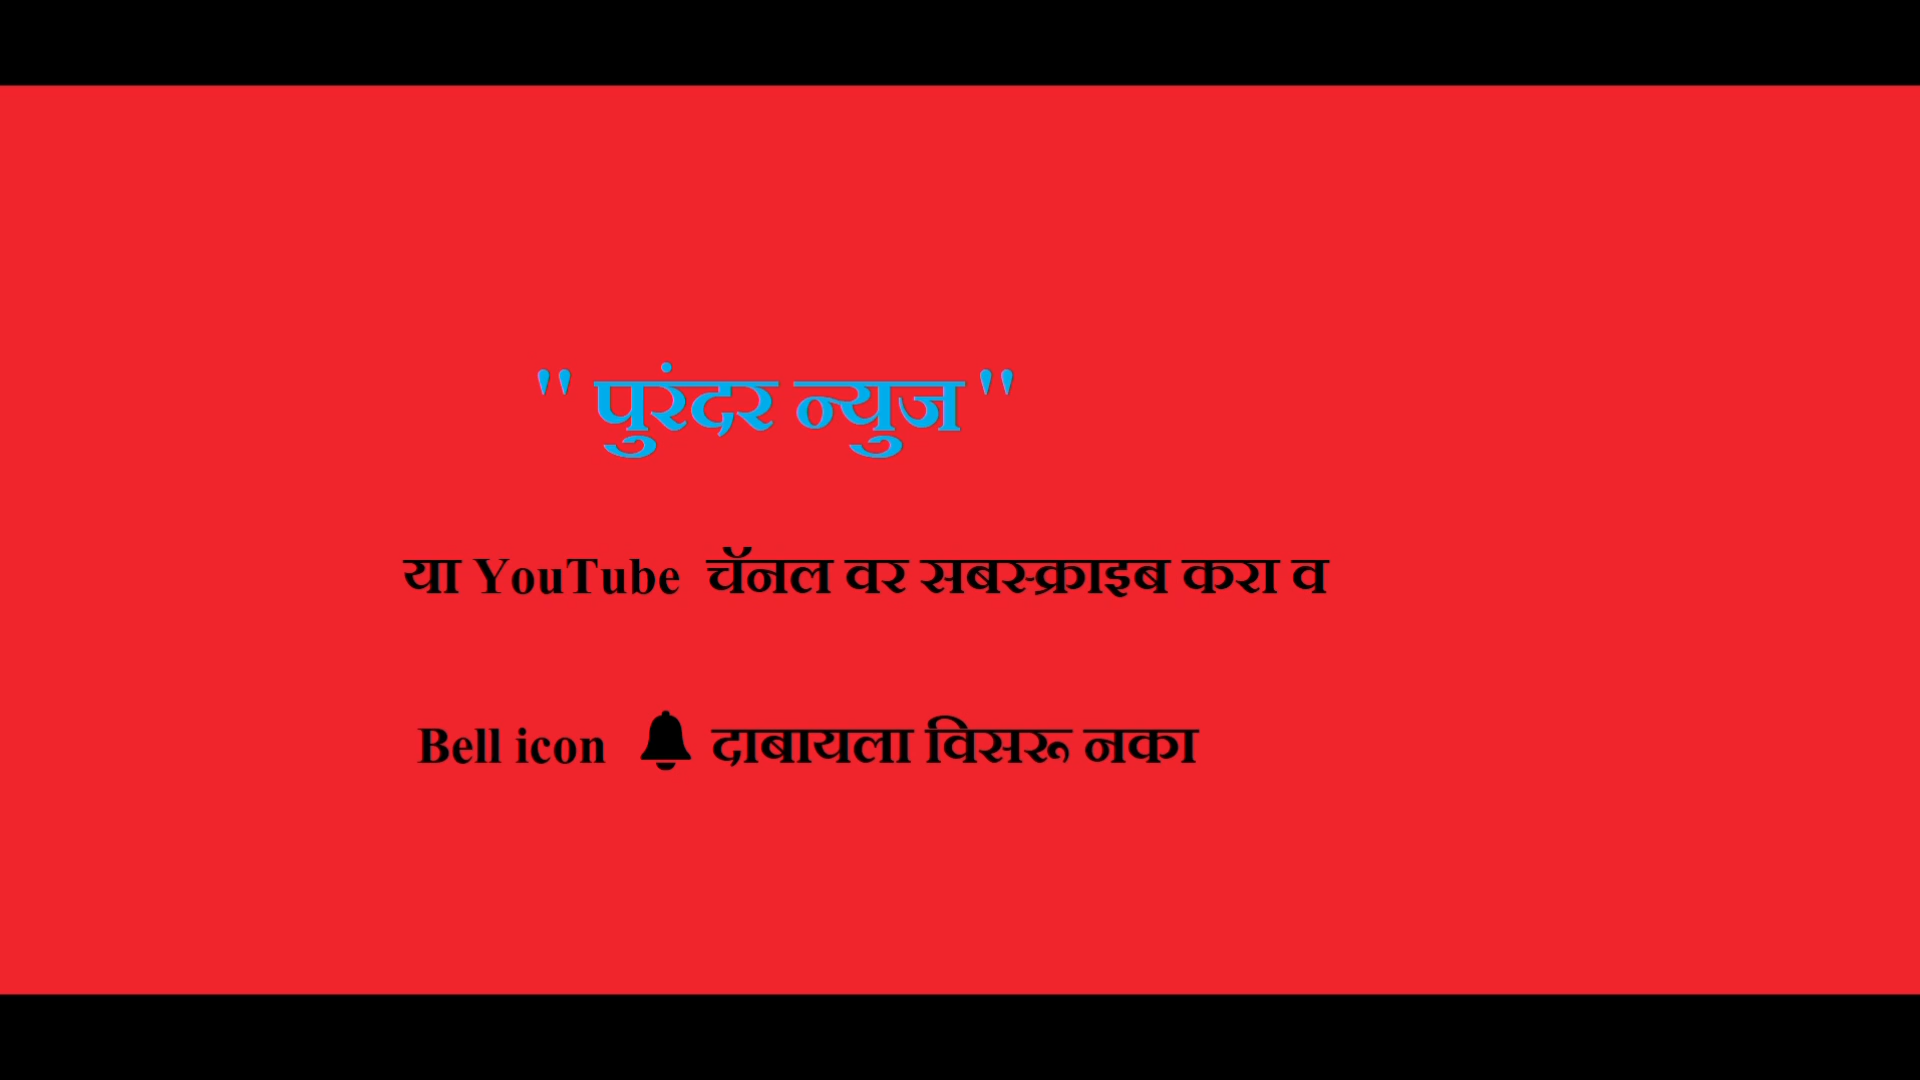 " पुरंदर न्युज "
या YouTube चॅनल वर सबस्क्राइब करा व
Bell icon 🔔 दाबायला विसरू नका